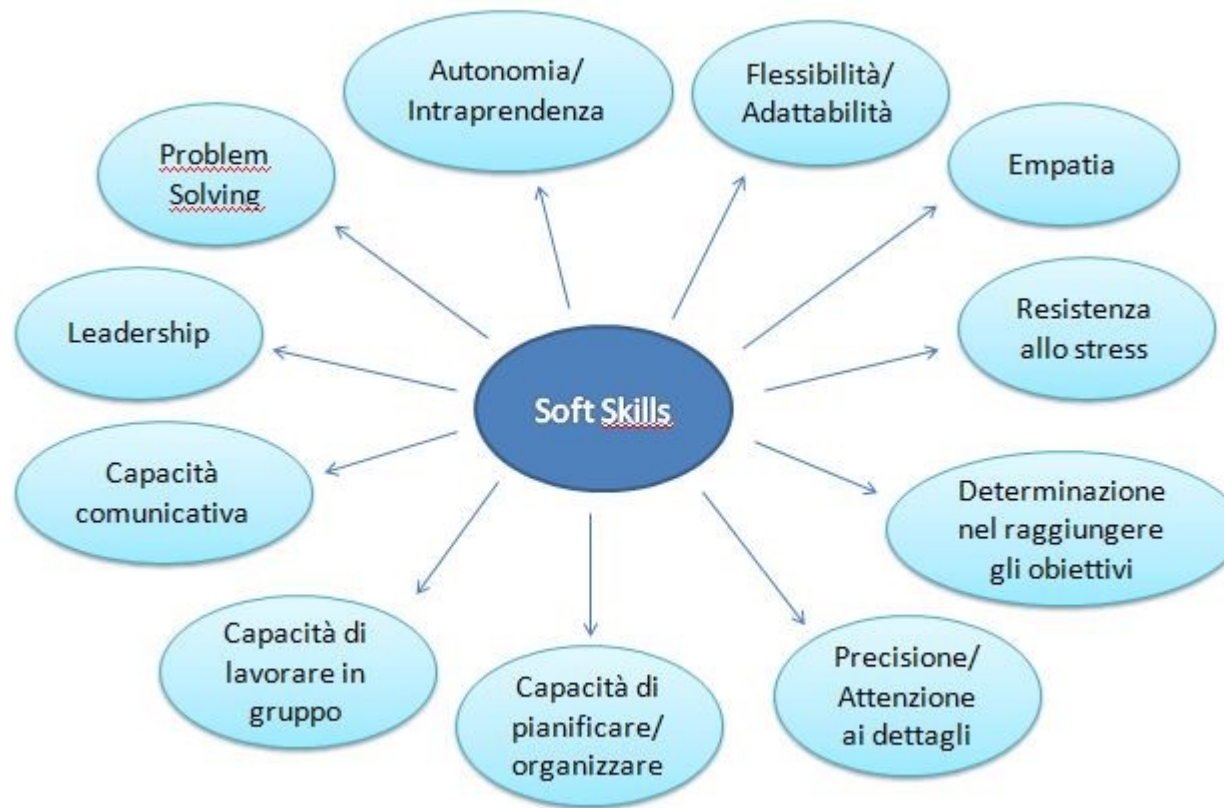 Autonomia/
Intraprendenza
Flessibilità/
Adattabilità
Empatia
Problem
Solving
Resistenza
allo stress
Leadership
Soft Skills
Capacità
comunicativa
Determinazione
nel raggiungere
gli obiettivi
Capacità di
lavorare in
gruppo
Capacità di
pianificare/
organizzare
Precisione/
Attenzione
ai dettagli